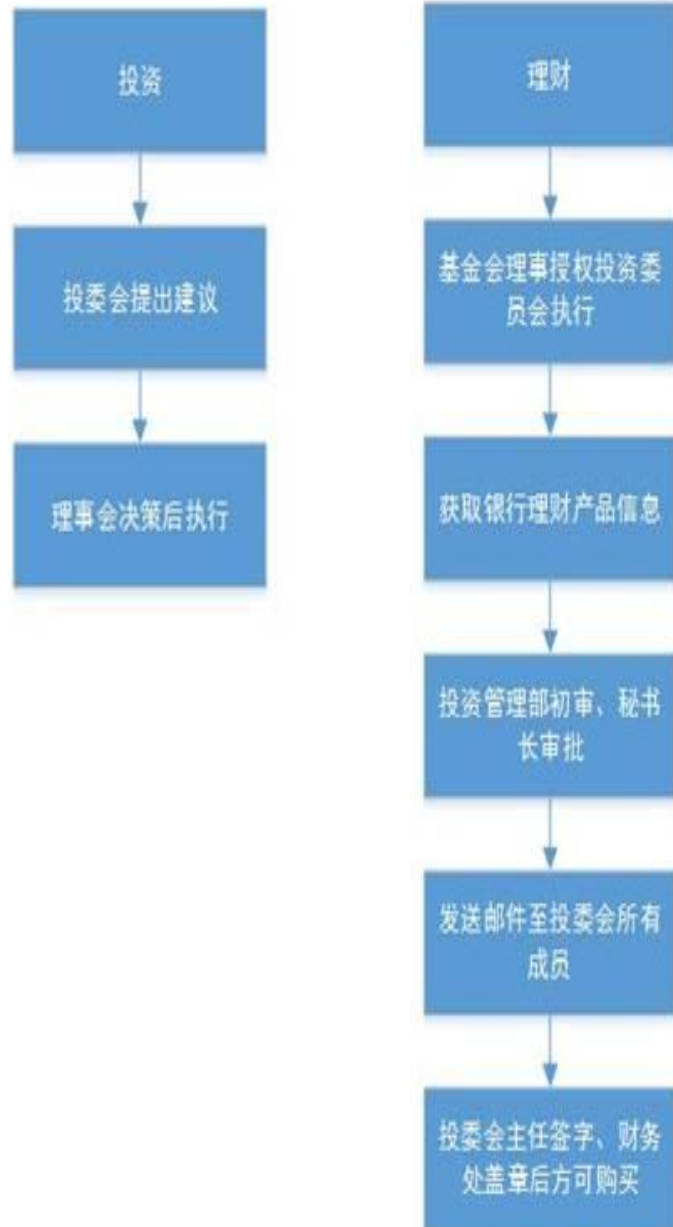 投资
投委会提出建议
理事会决策后执行
理财
基金会理事授权投资委
员会执行
获取银行理财产品信息
投资管理部初审、秘书
长审批
发送邮件至投委会所有
成员
投委会主任签字、财务
处盖章后方可购买